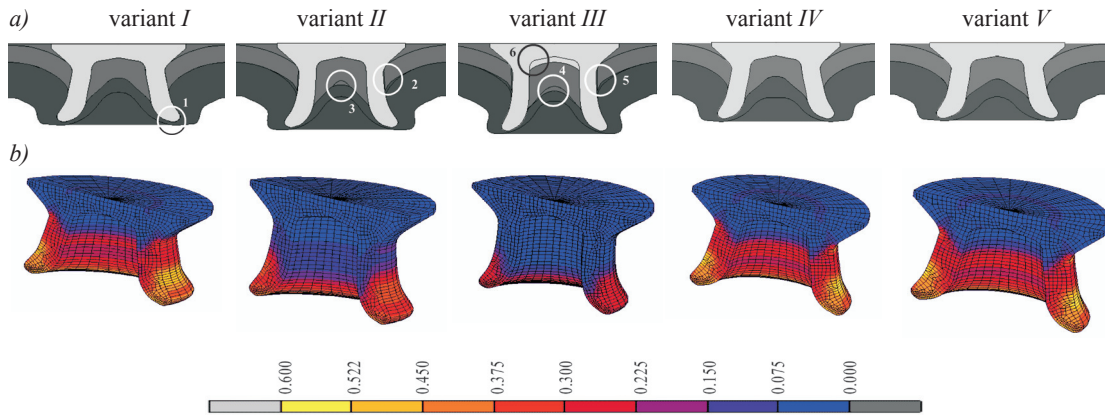 a) variant I variant II variant III variant IV variant V
6
4
1 2 3 5
b)
0.600 0.522 0.450 0.375 0.300 0.225 0.150 0.075 0.000